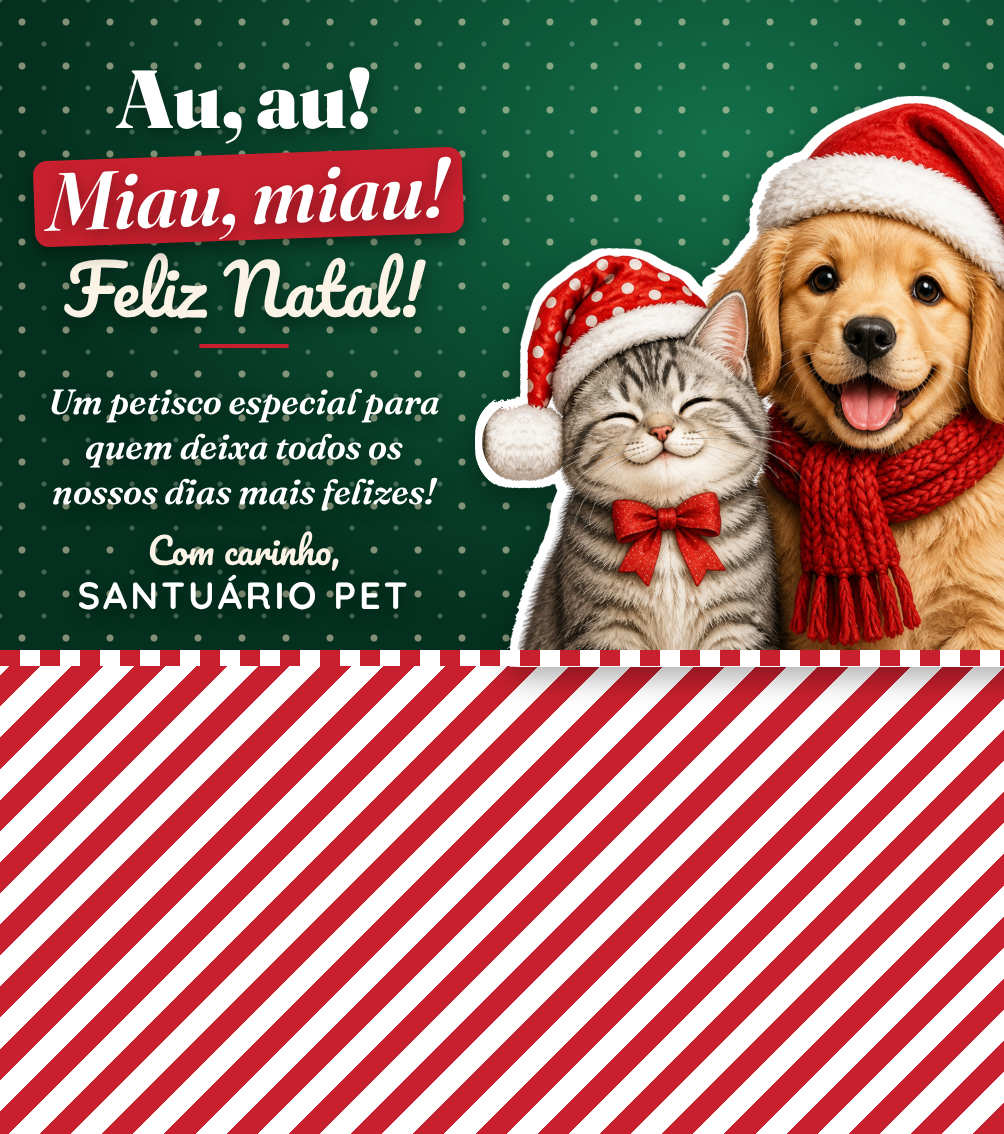 Au, au!
Miau, miau!
Feliz Natal!
Um petisco especial para
quem deixa todos os
nossos dias mais felizes!
Com carinho,
SANTUÁRIO PET